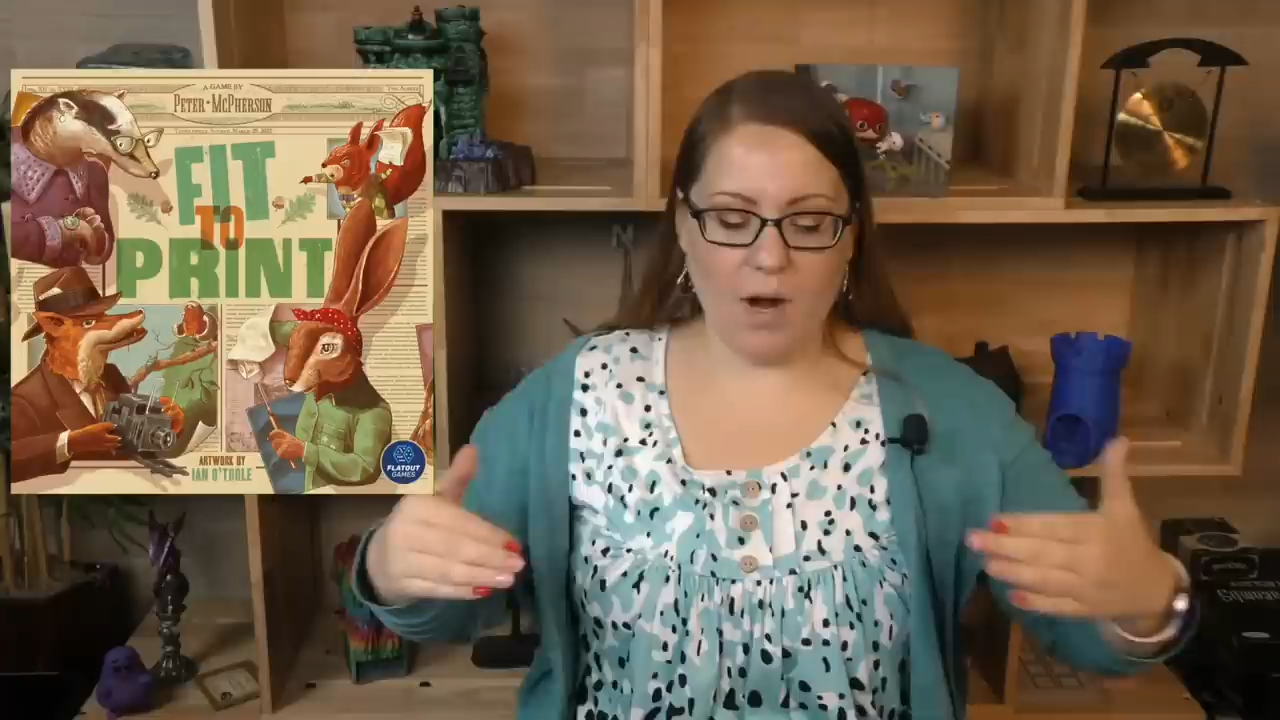 A GAME BY
PETER McPHERSON
FIT
TO
PRINT
ARTWORK BY
IAN O'TOOLE
FLATOUT
GAMES
N